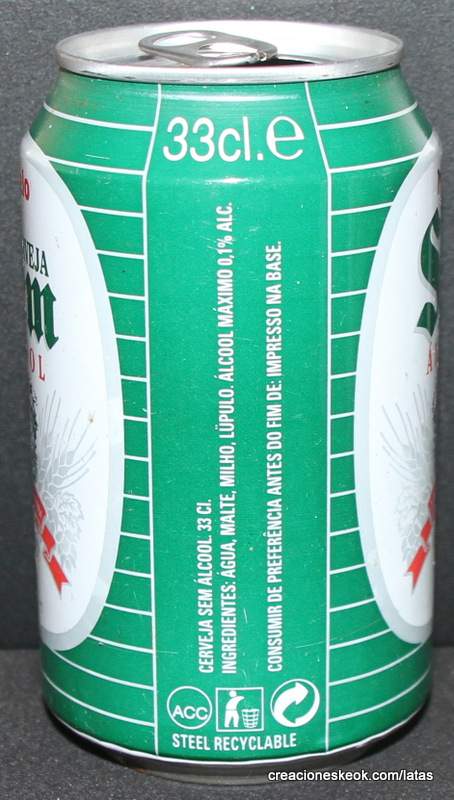 33cl.e
CERVEJA SEM ÁLCOOL. 33 Cl.
INGREDIENTES: ÁGUA, MALTE, MILHO, LÚPULO. ÁLCOOL MÁXIMO 0,1% ALC.
CONSUMIR DE PREFERÊNCIA ANTES DO FIM DE: IMPRESSO NA BASE.
ACC
STEEL RECYCLABLE
creacioneskeok.com/latas